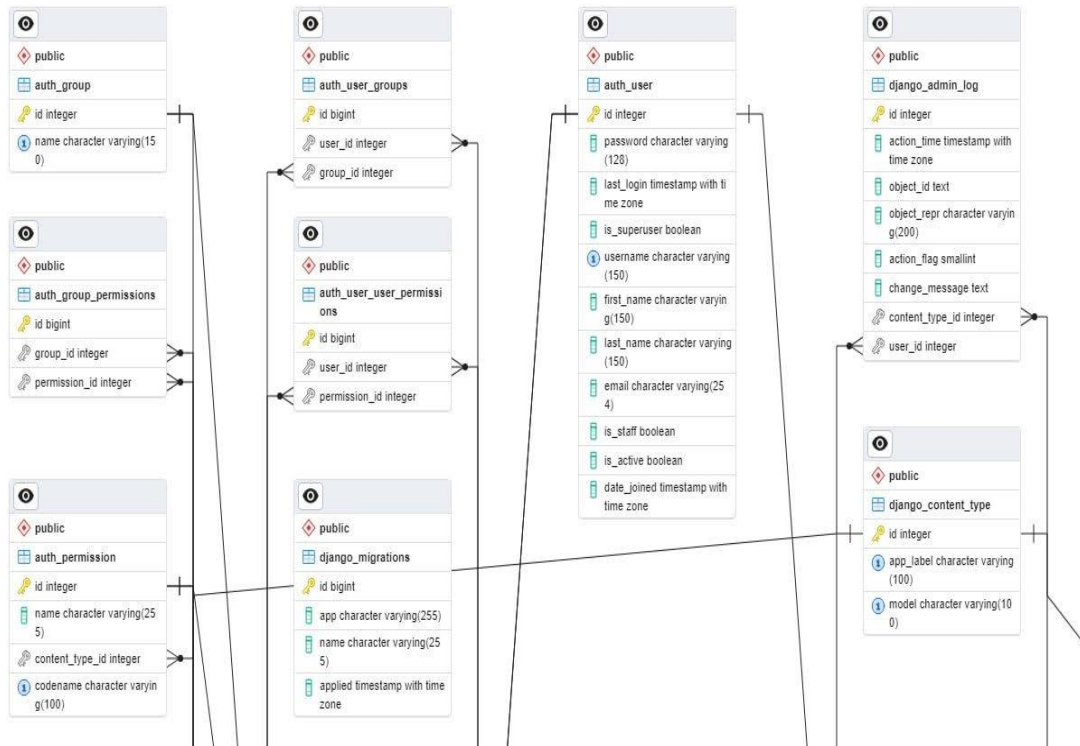 public
auth_group
id integer
name character varying(15
0)
public
auth_user_groups
id bigint
user_id integer
group_id integer
public
auth_user
id integer
password character varying
(128)
last_login timestamp with ti
me zone
is_superuser boolean
username character varying
(150)
first_name character varyin
g(150)
last_name character varying
(150)
email character varying(25
4)
is_staff boolean
is_active boolean
date_joined timestamp with
time zone
public
django_admin_log
id integer
action_time timestamp with
time zone
object_id text
object_repr character varyin
g(200)
action_flag smallint
change_message text
content_type_id integer
user_id integer
public
auth_group_permissions
id bigint
group_id integer
permission_id integer
public
auth_user_user_permissi
ons
id bigint
user_id integer
permission_id integer
public
django_content_type
id integer
app_label character varying
(100)
model character varying(10
0)
public
auth_permission
id integer
name character varying(25
5)
content_type_id integer
codename character varyin
g(100)
public
django_migrations
id bigint
app character varying(255)
name character varying(25
5)
applied timestamp with time
zone